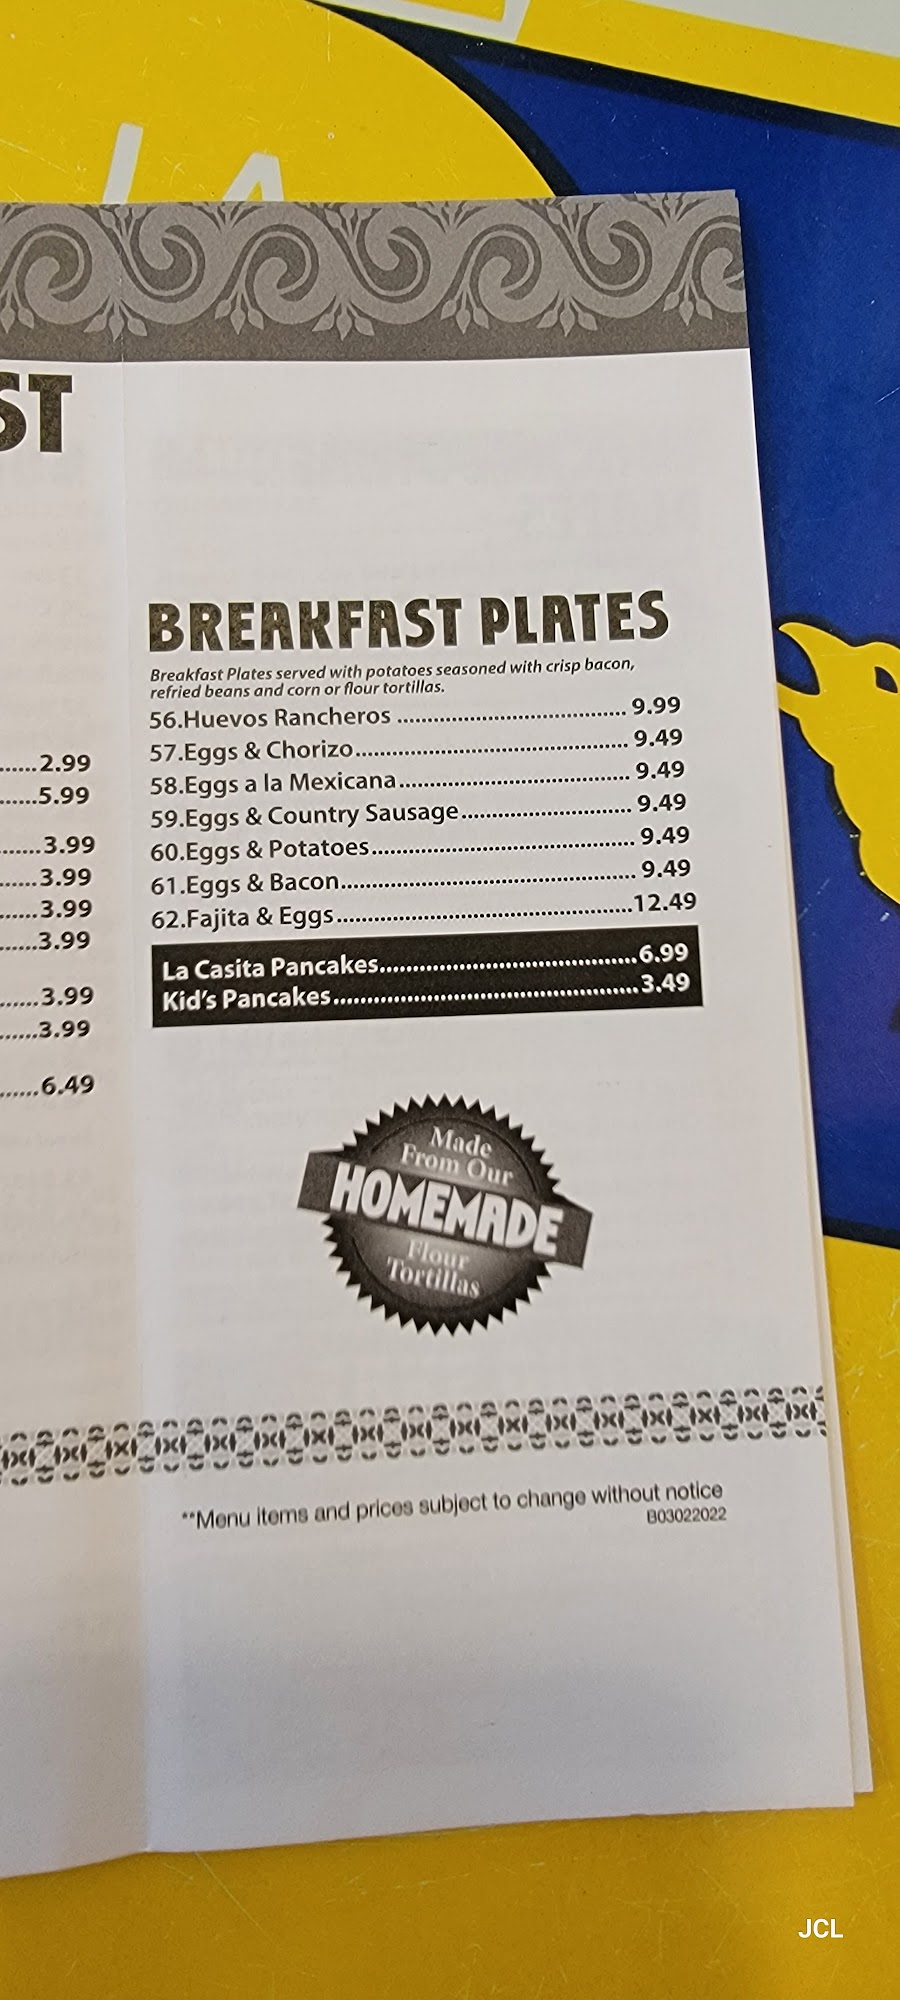 LA
ST
2.99
5.99
3.99
3.99
3.99
3.99
3.99
3.99
6.49
BREAKFAST PLATES
Breakfast Plates served with potatoes seasoned with crisp bacon,
refried beans and corn or flour tortillas.
56.Huevos Rancheros 9.99
57.Eggs & Chorizo 9.49
58.Eggs a la Mexicana 9.49
59.Eggs & Country Sausage 9.49
60.Eggs & Potatoes 9.49
61.Eggs & Bacon 9.49
62.Fajita & Eggs 12.49
La Casita Pancakes 6.99
Kid's Pancakes 3.49
Made
From Our
HOMEMADE
Flour
Tortillas
**Menu items and prices subject to change without notice
B03022022
JCL